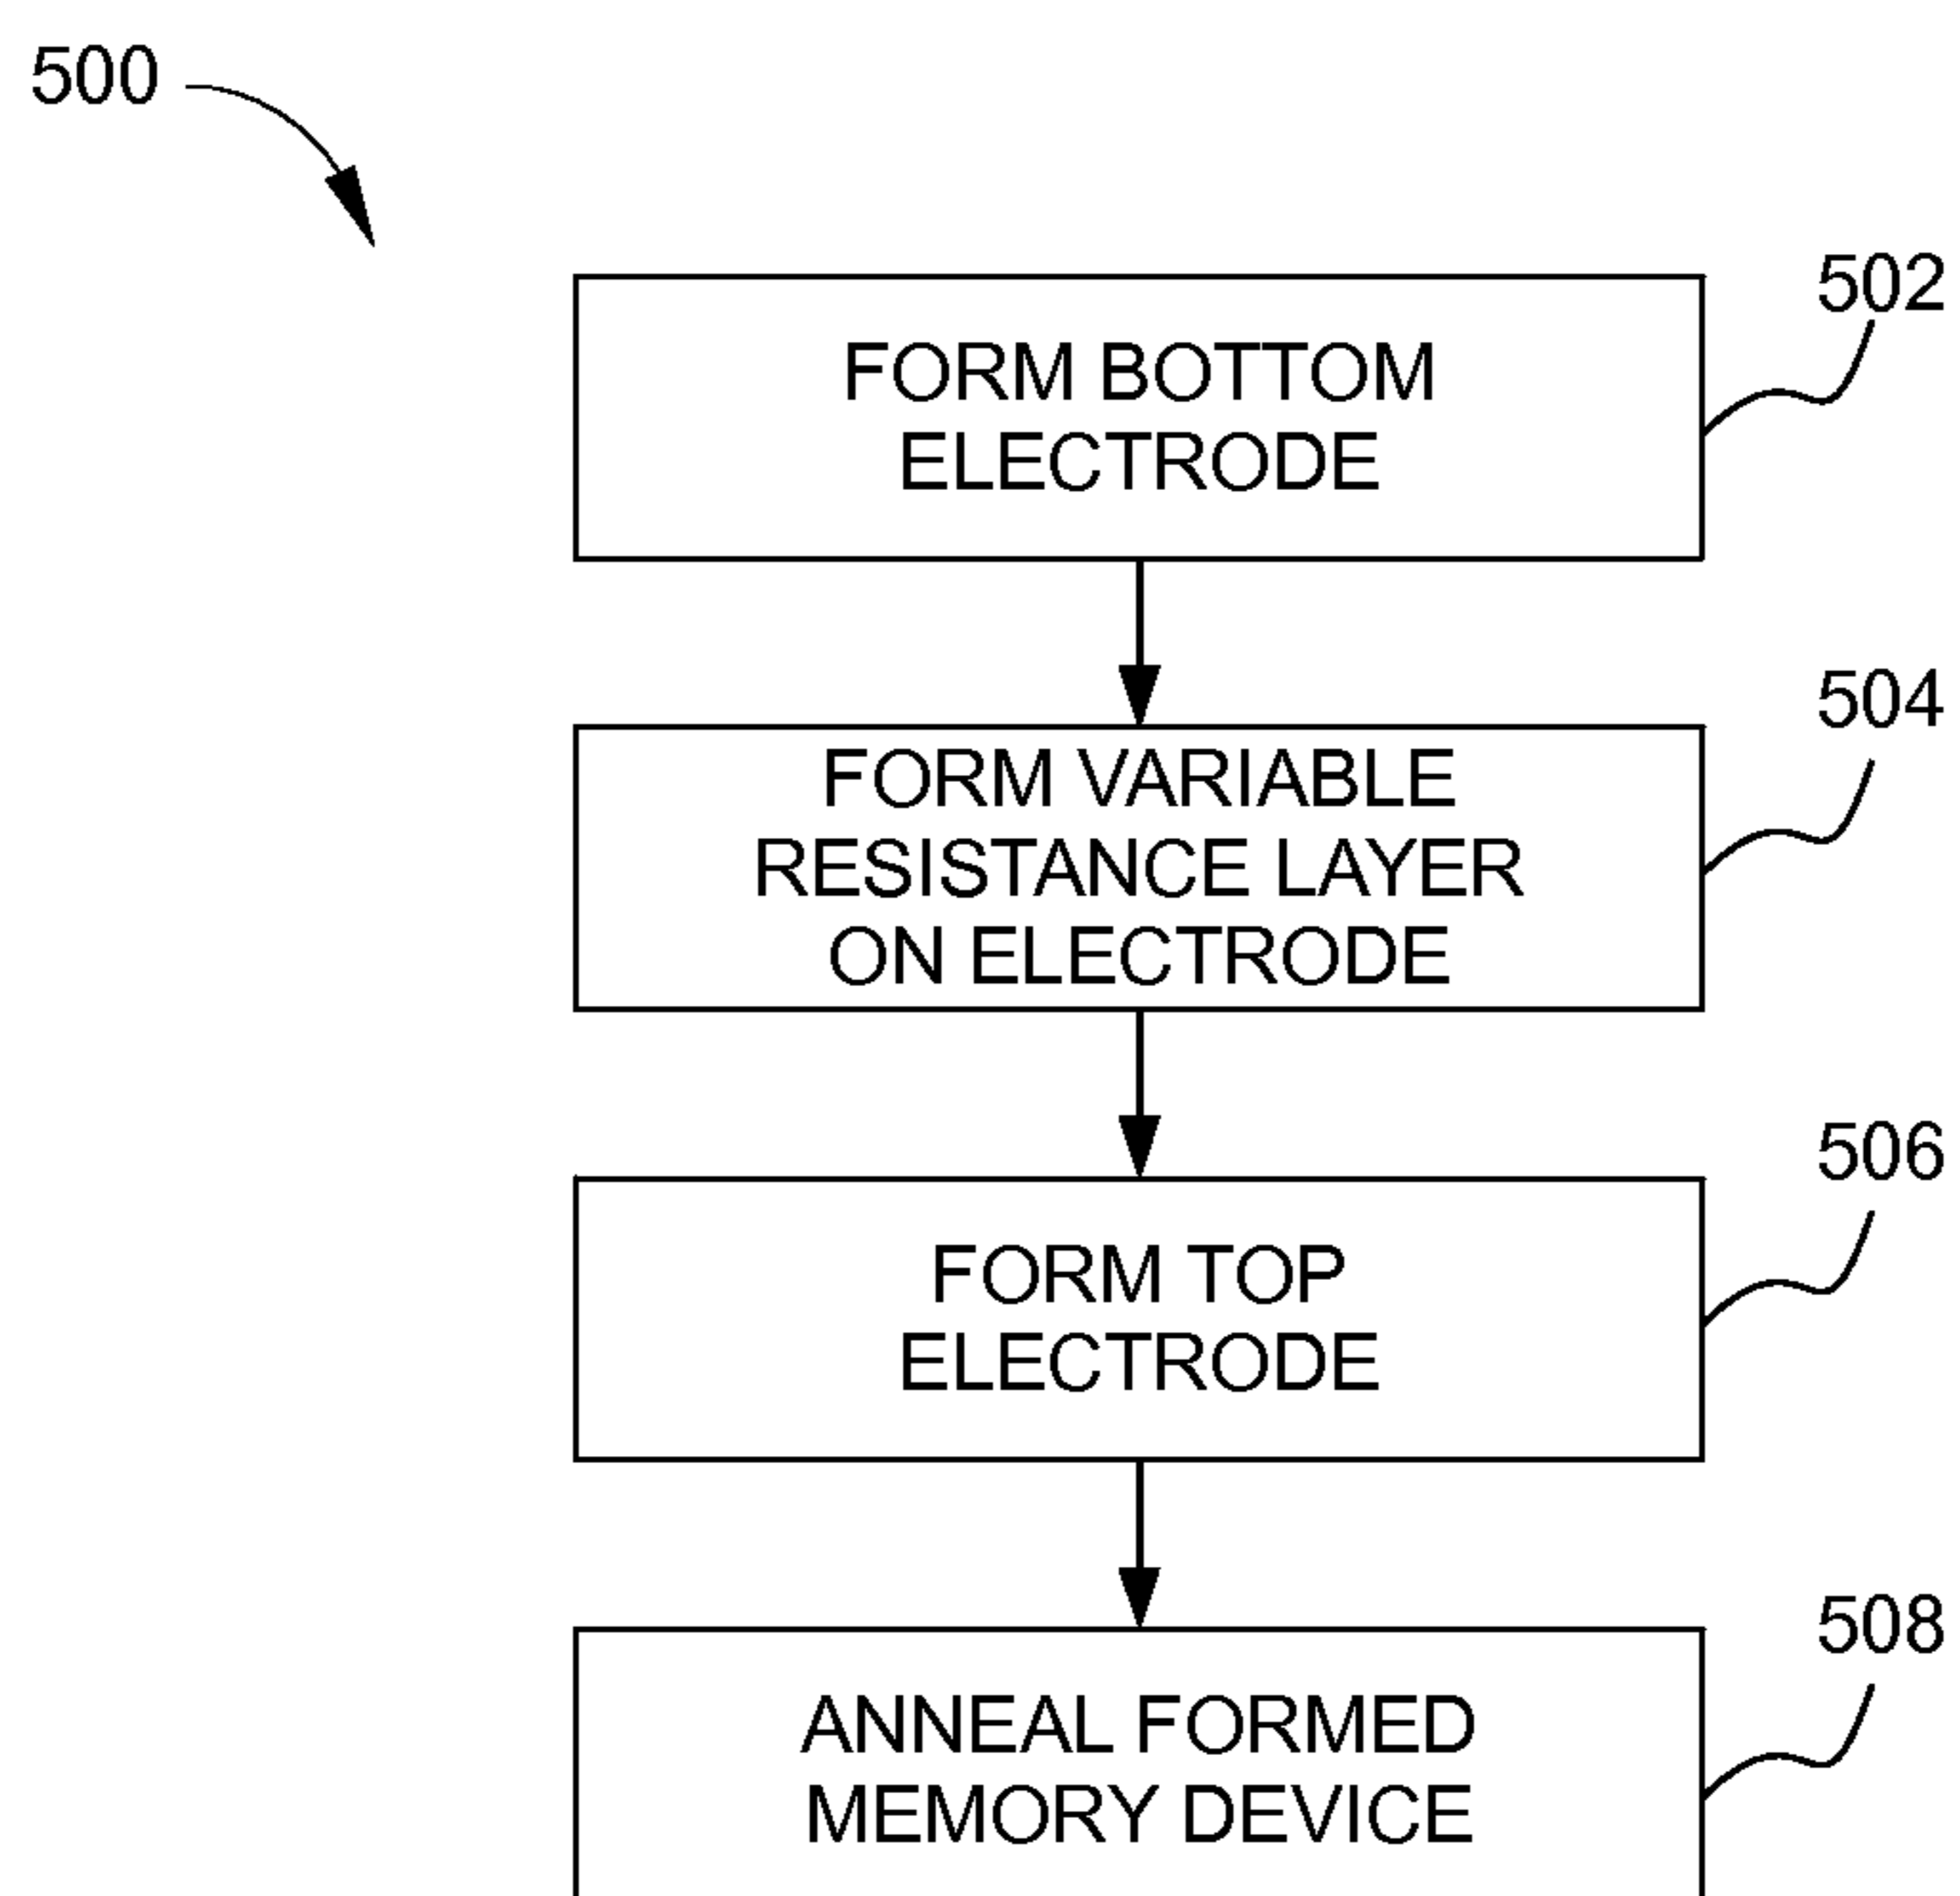 500
502
FORM BOTTOM
ELECTRODE
504
FORM VARIABLE
RESISTANCE LAYER
ON ELECTRODE
506
FORM TOP
ELECTRODE
508
ANNEAL FORMED
MEMORY DEVICE